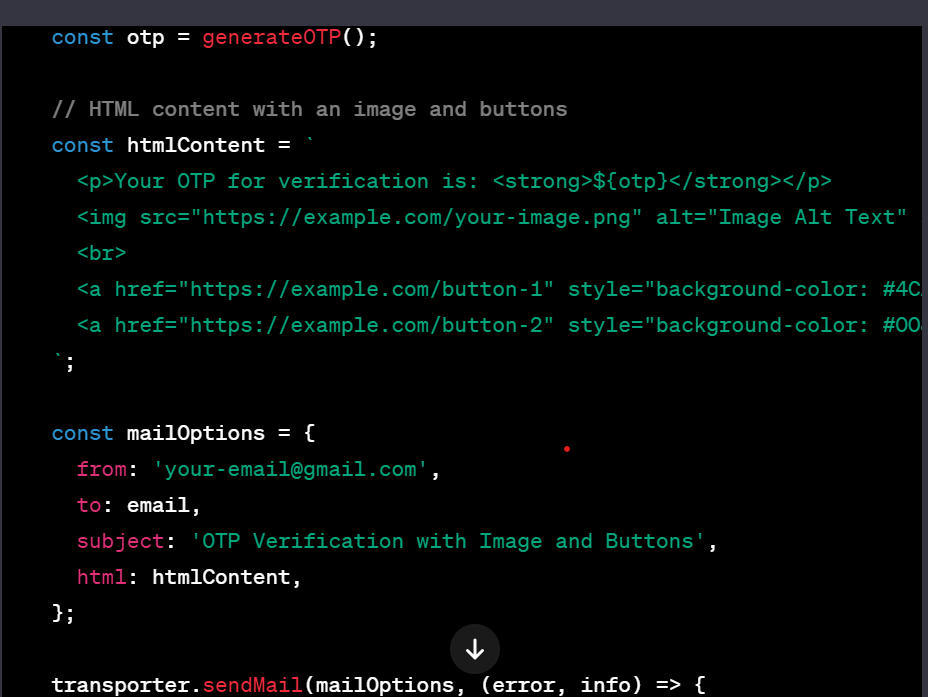 const otp = generateOTP();
// HTML content with an image and buttons
const htmlContent = `
<p>Your OTP for verification is: <strong>${otp}</strong></p>
<img src="https://example.com/your-image.png" alt="Image Alt Text"
<br>
<a href="https://example.com/button-1" style="background-color: #4C
<a href="https://example.com/button-2" style="background-color: #00
`;
const mailOptions = {
from: 'your-email@gmail.com',
to: email,
subject: 'OTP Verification with Image and Buttons',
html: htmlContent,
};
transporter.sendMail(mailOptions, (error, info) => {